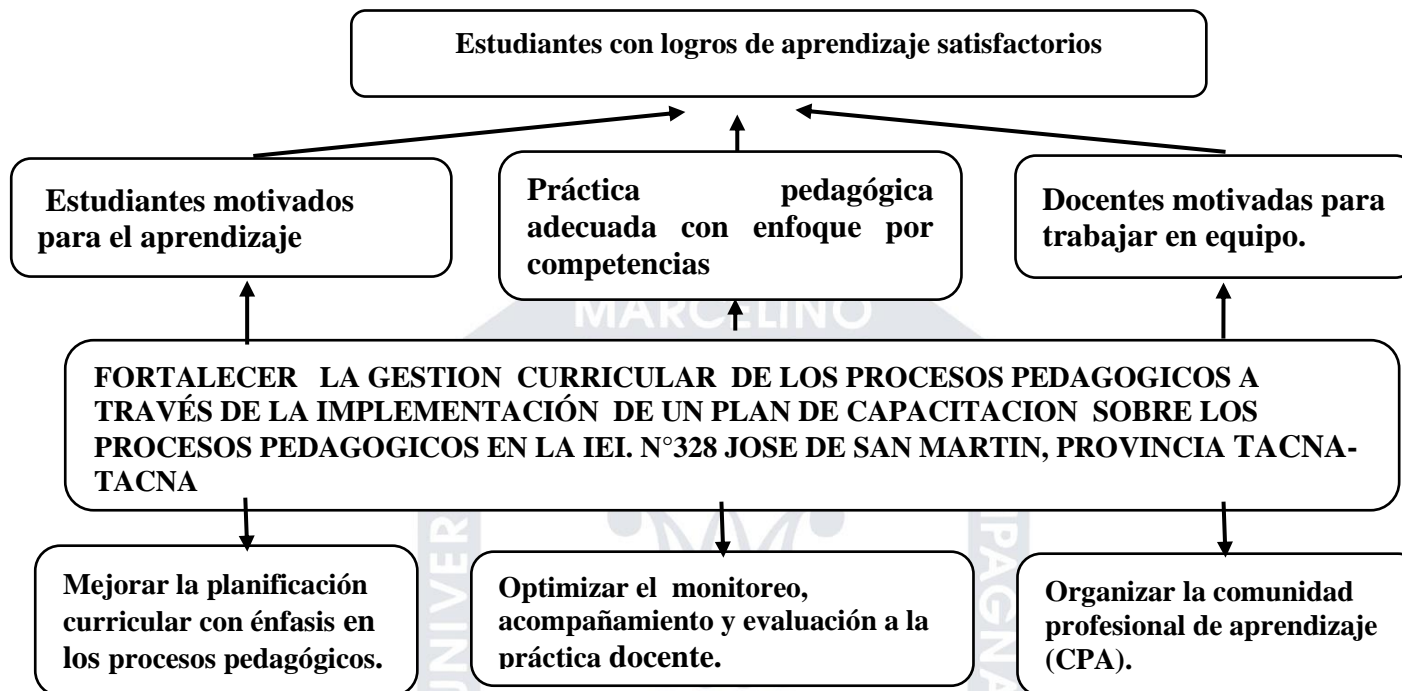 Estudiantes con logros de aprendizaje satisfactorios
Estudiantes motivados
para el aprendizaje
Práctica pedagógica
adecuada con enfoque por
competencias
Docentes motivadas para
trabajar en equipo.
MARCELINO
FORTALECER LA GESTION CURRICULAR DE LOS PROCESOS PEDAGOGICOS A
TRAVÉS DE LA IMPLEMENTACIÓN DE UN PLAN DE CAPACITACION SOBRE LOS
PROCESOS PEDAGOGICOS EN LA IEI. N°328 JOSE DE SAN MARTIN, PROVINCIA TACNA-
TACNA
UNIVER
PAGNA
Mejorar la planificación
curricular con énfasis en
los procesos pedagógicos.
Optimizar el monitoreo,
acompañamiento y evaluación a la
práctica docente.
Organizar la comunidad
profesional de aprendizaje
(CPA).